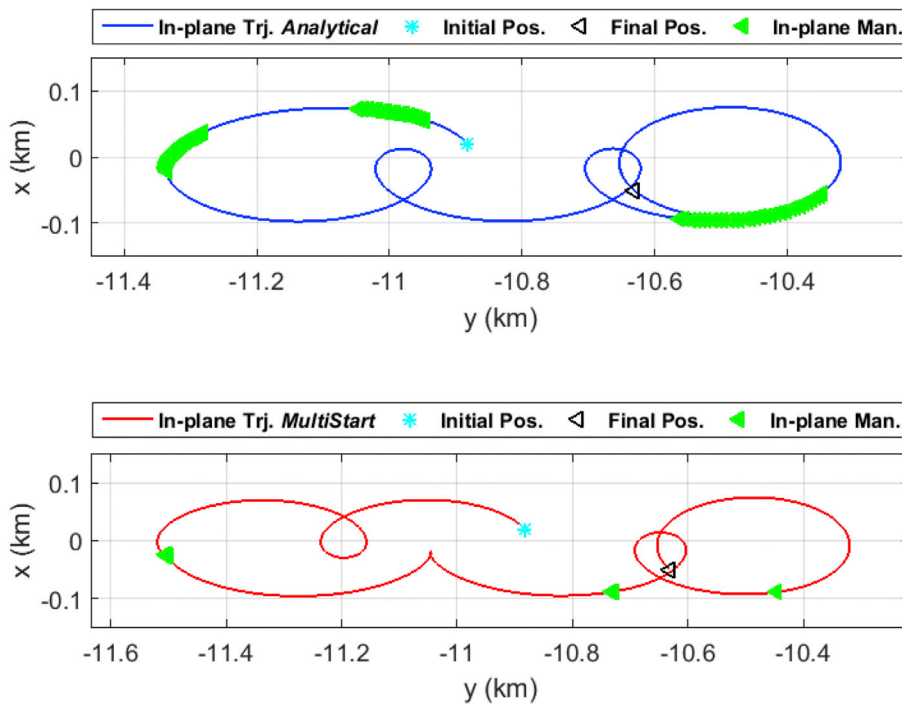 In-plane Trj. Analytical Initial Pos. Final Pos. In-plane Man.
0.1
0
-0.1
x (km)
-11.4 -11.2 -11 -10.8 -10.6 -10.4
y (km)
In-plane Trj. MultiStart Initial Pos. Final Pos. In-plane Man.
0.1
0
-0.1
x (km)
-11.6 -11.4 -11.2 -11 -10.8 -10.6 -10.4
y (km)